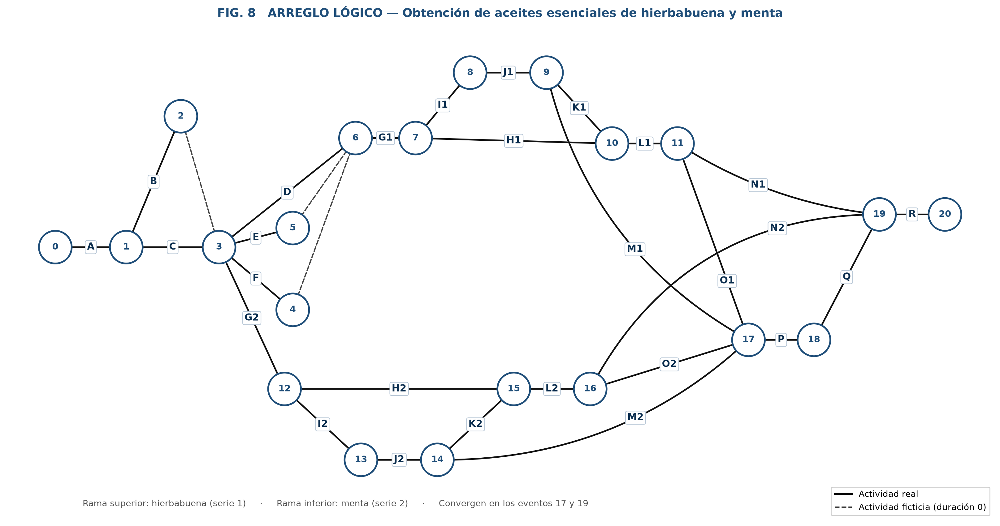 FIG. 8   ARREGLO LÓGICO — Obtención de aceites esenciales de hierbabuena y menta
8
J1
9
I1
K1
2
6
G1
7
H1
10
L1
11
B
D
N1
19
R
20
5
N2
0
A
1
C
3
E
M1
F
Q
O1
4
G2
17
P
18
O2
12
H2
15
L2
16
M2
I2
K2
13
J2
14
Rama superior: hierbabuena (serie 1)     ·     Rama inferior: menta (serie 2)     ·     Convergen en los eventos 17 y 19
Actividad real
Actividad ficticia (duración 0)